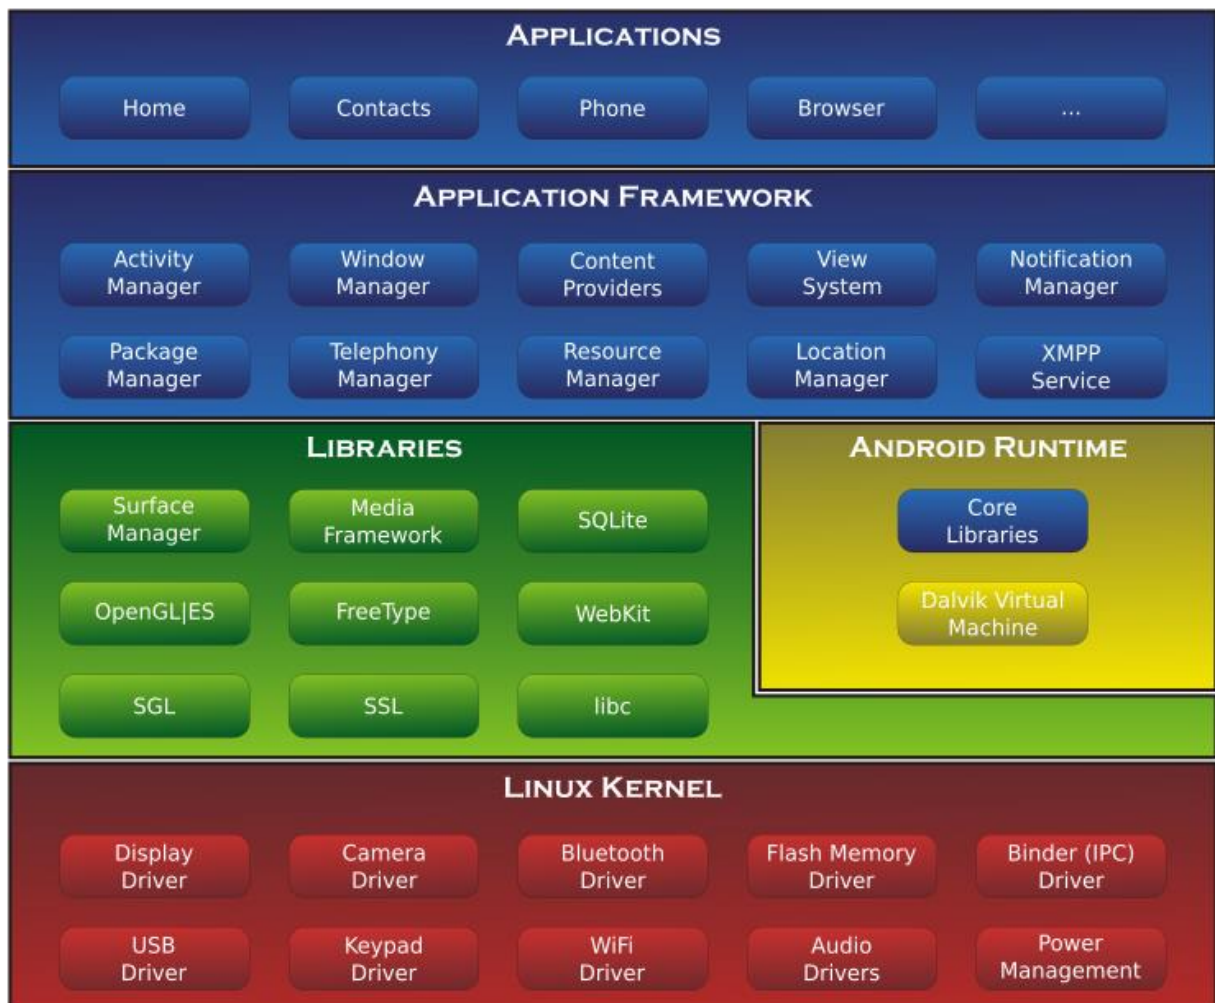 APPLICATIONS
Home
Contacts
Phone
Browser
...
APPLICATION FRAMEWORK
Activity
Manager
Window
Manager
Content
Providers
View
System
Notification
Manager
Package
Manager
Telephony
Manager
Resource
Manager
Location
Manager
XMPP
Service
LIBRARIES
Surface
Manager
Media
Framework
SQLite
OpenGL|ES
FreeType
WebKit
SGL
SSL
libc
ANDROID RUNTIME
Core
Libraries
Dalvik Virtual
Machine
LINUX KERNEL
Display
Driver
Camera
Driver
Bluetooth
Driver
Flash Memory
Driver
Binder (IPC)
Driver
USB
Driver
Keypad
Driver
WiFi
Driver
Audio
Drivers
Power
Management